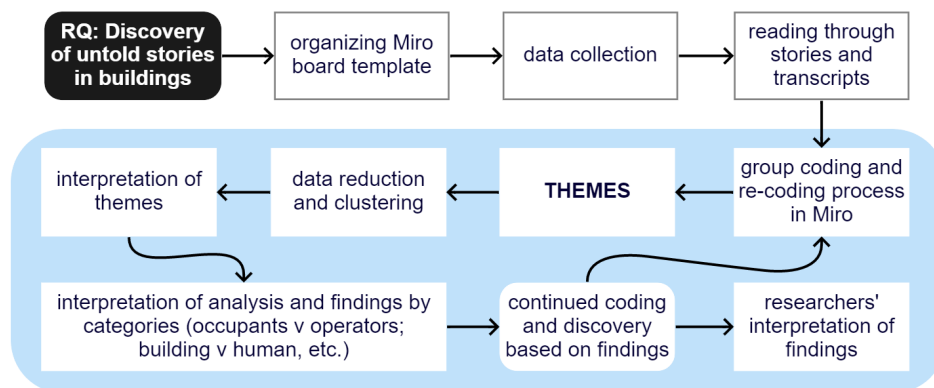 RQ: Discovery
of untold stories
in buildings
organizing Miro
board template
data collection
reading through
stories and
transcripts
group coding and
re-coding process
in Miro
THEMES
data reduction
and clustering
interpretation of
themes
interpretation of analysis and findings by
categories (occupants v operators;
building v human, etc.)
continued coding
and discovery
based on findings
researchers'
interpretation of
findings